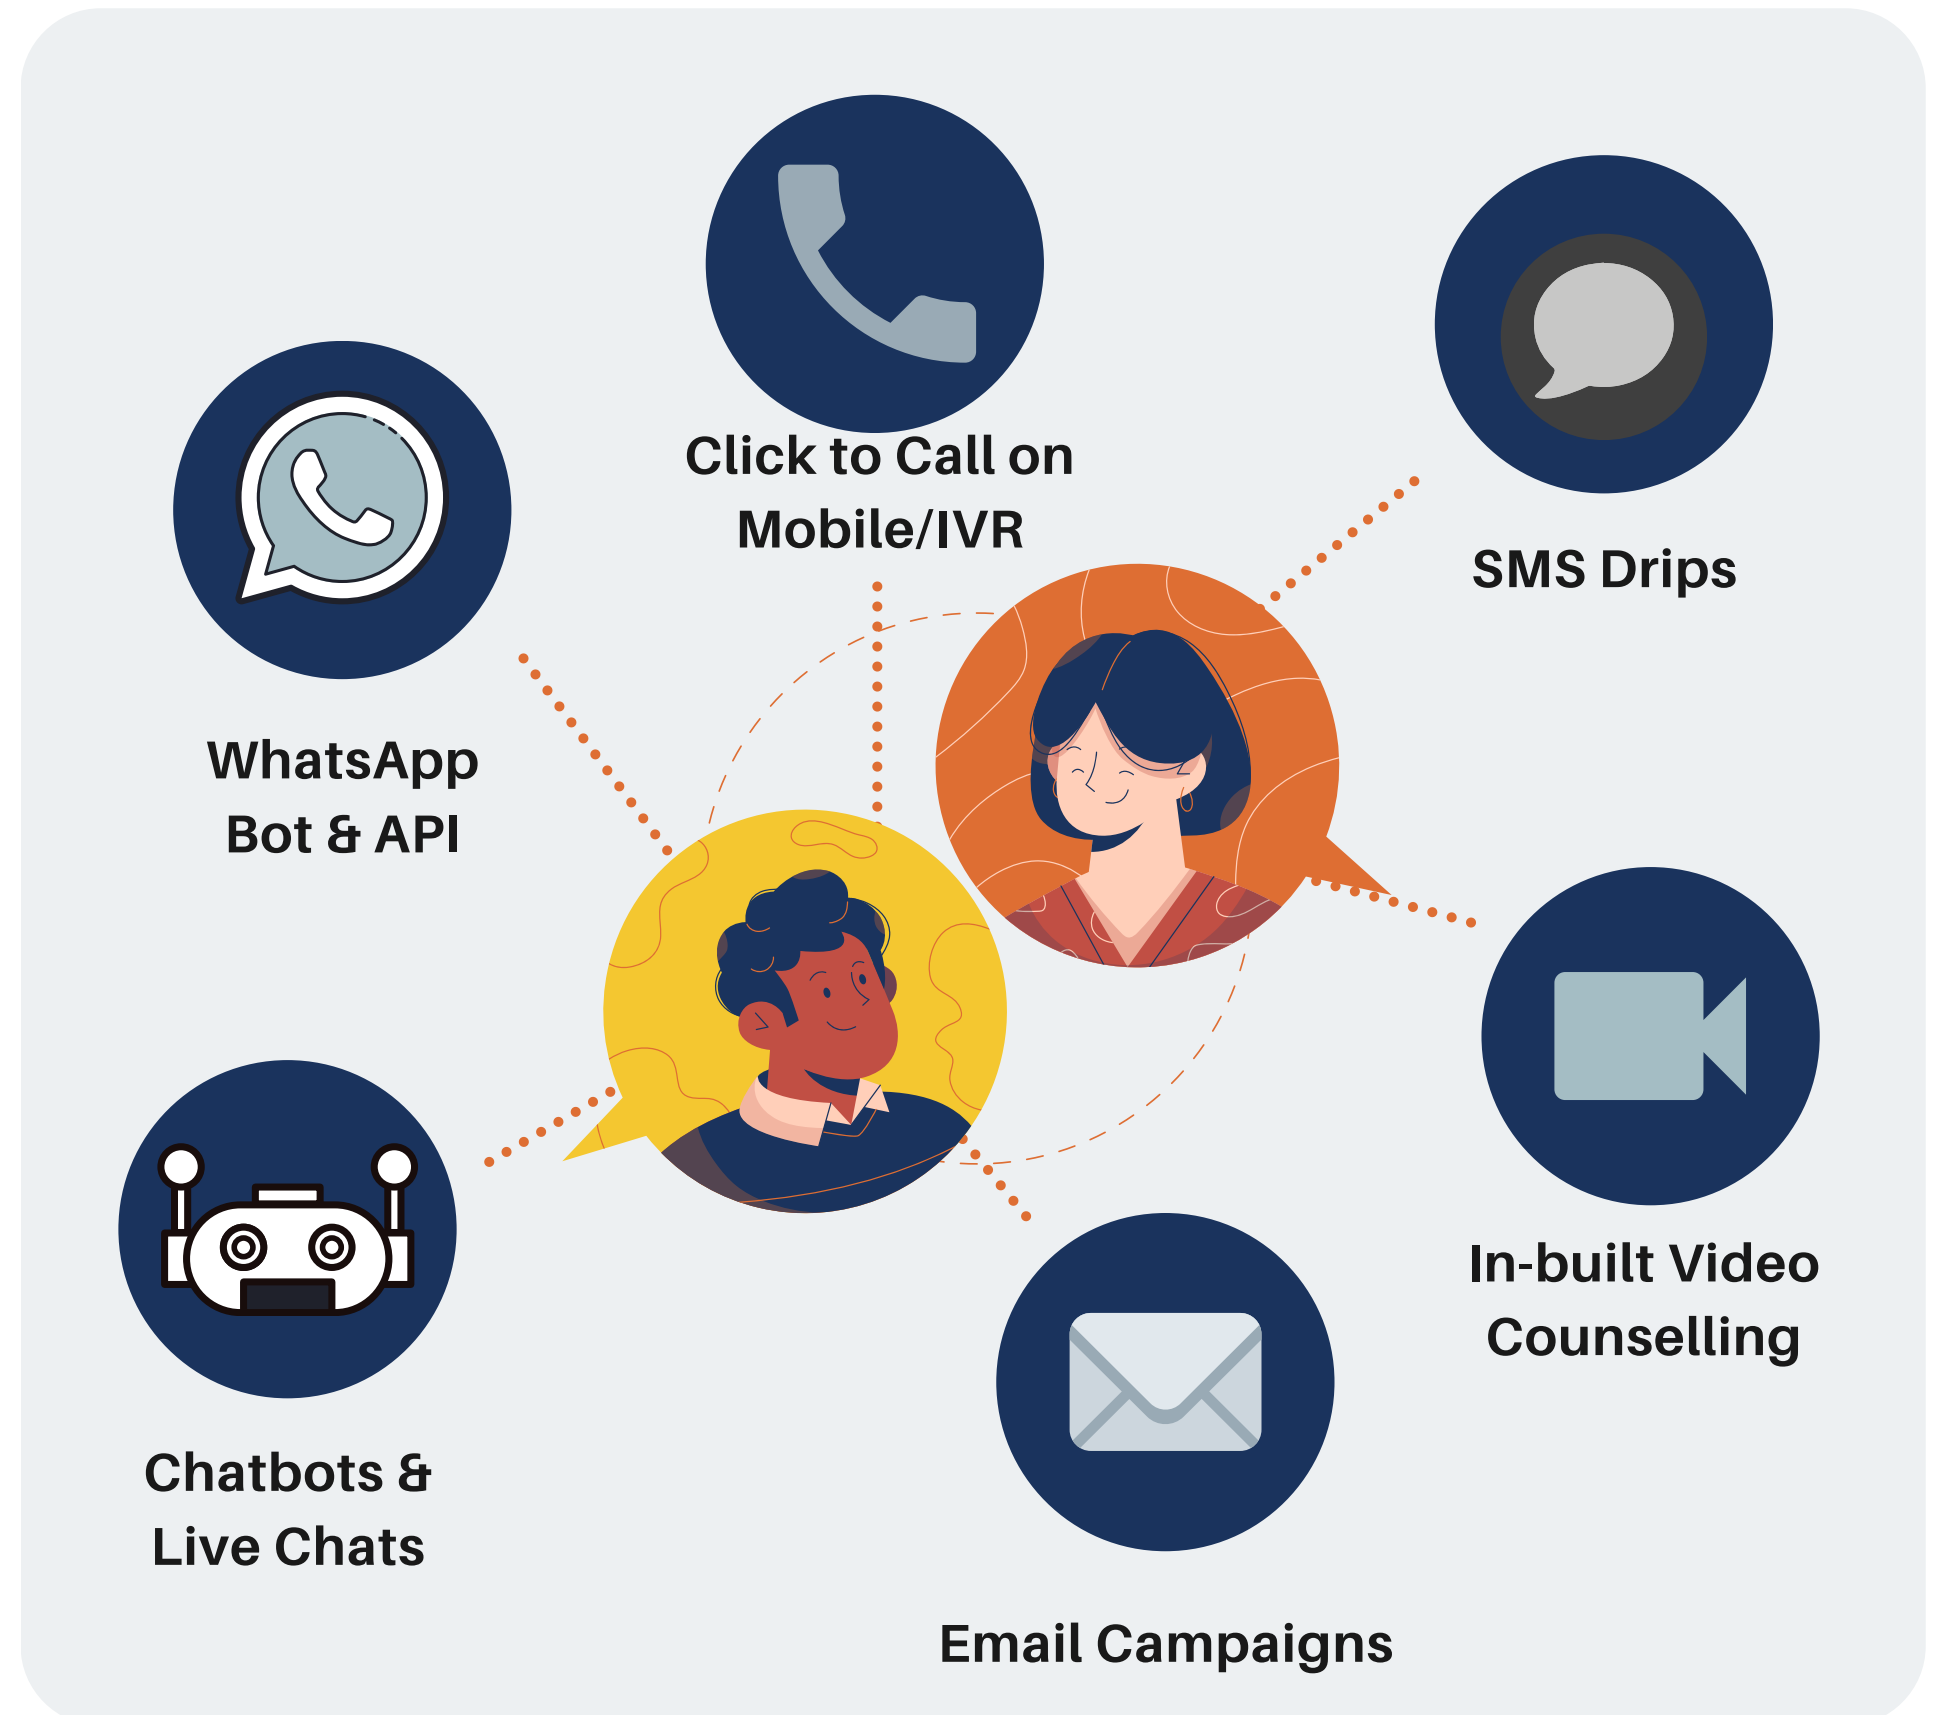 Click to Call on
Mobile/IVR
SMS Drips
WhatsApp
Bot & API
In-built Video
Counselling
Chatbots &
Live Chats
Email Campaigns